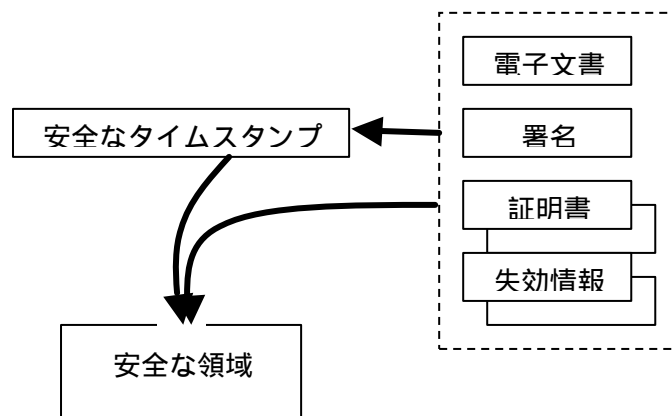 電子文書
安全なタイムスタンプ
署名
証明書
失効情報
安全な領域